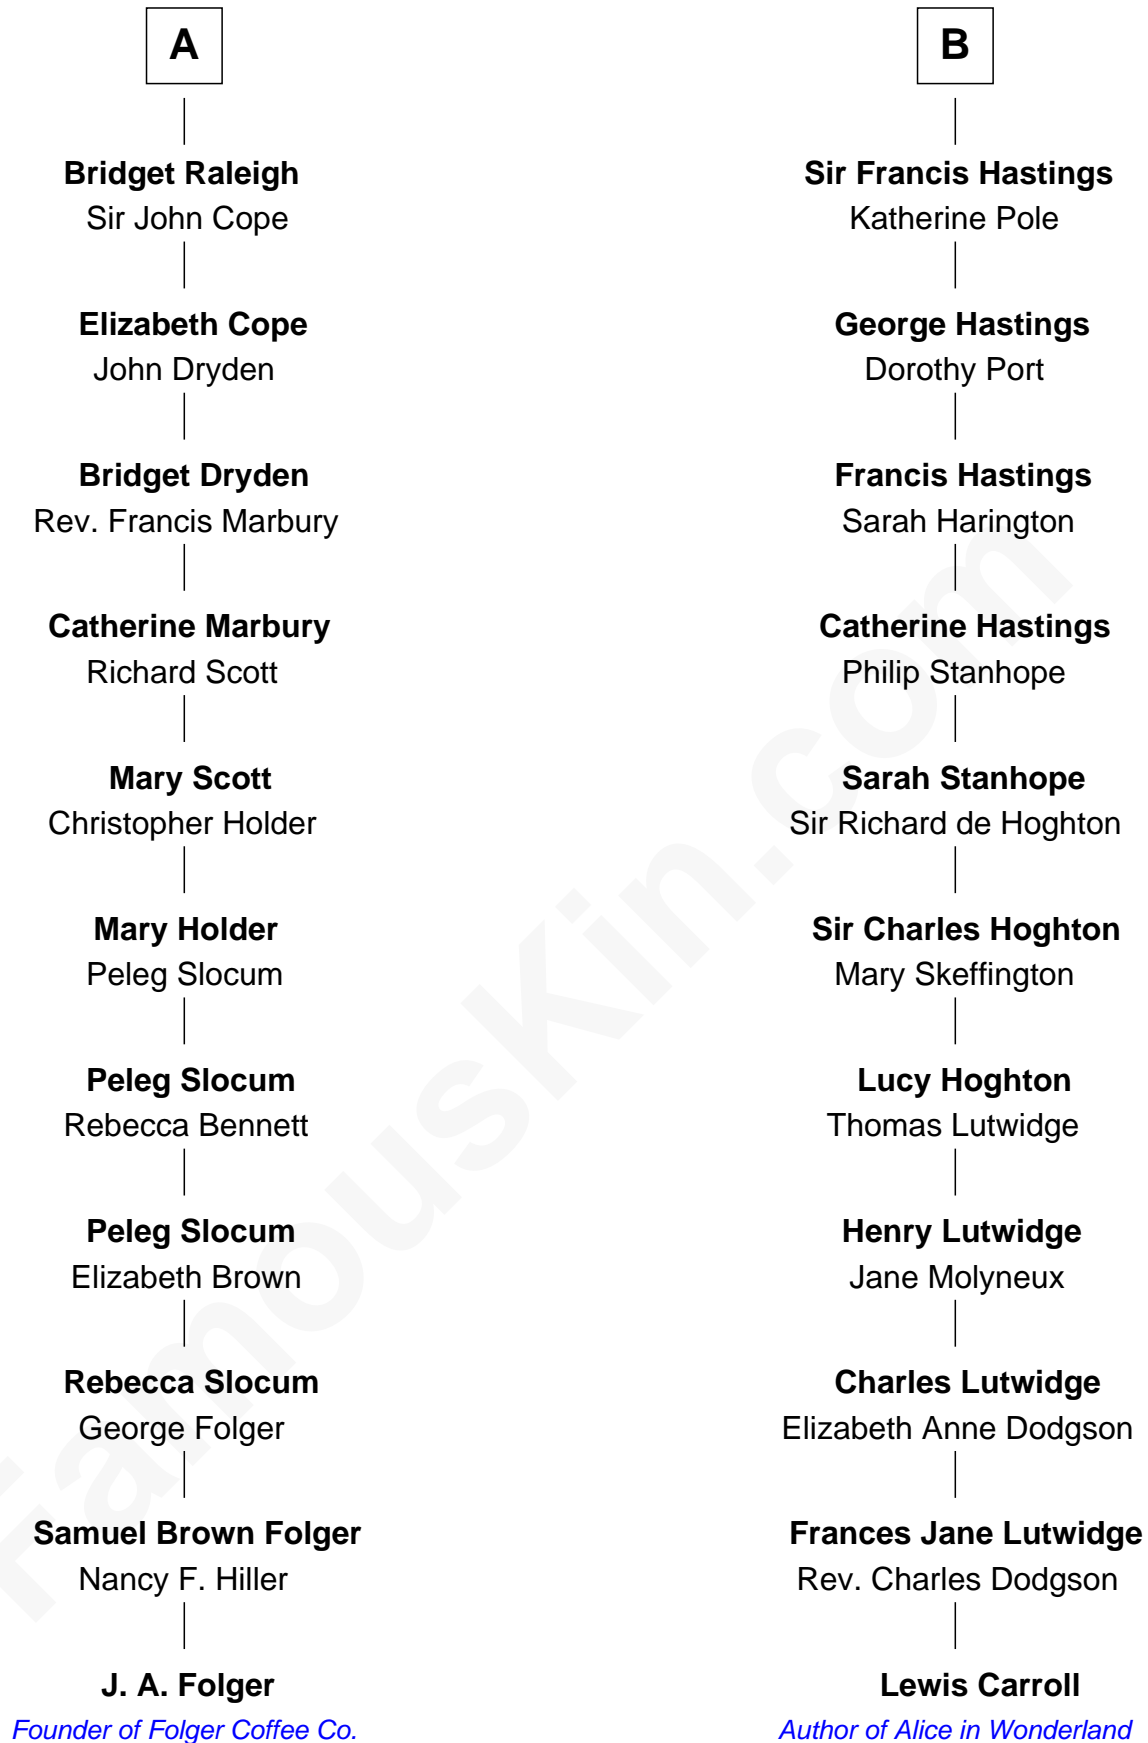 A
Bridget Raleigh
Sir John Cope
Elizabeth Cope
John Dryden
Bridget Dryden
Rev. Francis Marbury
Catherine Marbury
Richard Scott
Mary Scott
Christopher Holder
Mary Holder
Peleg Slocum
Peleg Slocum
Rebecca Bennett
Peleg Slocum
Elizabeth Brown
Rebecca Slocum
George Folger
Samuel Brown Folger
Nancy F. Hiller
J. A. Folger
Founder of Folger Coffee Co.
B
Sir Francis Hastings
Katherine Pole
George Hastings
Dorothy Port
Francis Hastings
Sarah Harington
Catherine Hastings
Philip Stanhope
Sarah Stanhope
Sir Richard de Hoghton
Sir Charles Hoghton
Mary Skeffington
Lucy Hoghton
Thomas Lutwidge
Henry Lutwidge
Jane Molyneux
Charles Lutwidge
Elizabeth Anne Dodgson
Frances Jane Lutwidge
Rev. Charles Dodgson
Lewis Carroll
Author of Alice in Wonderland
FamousKin.com